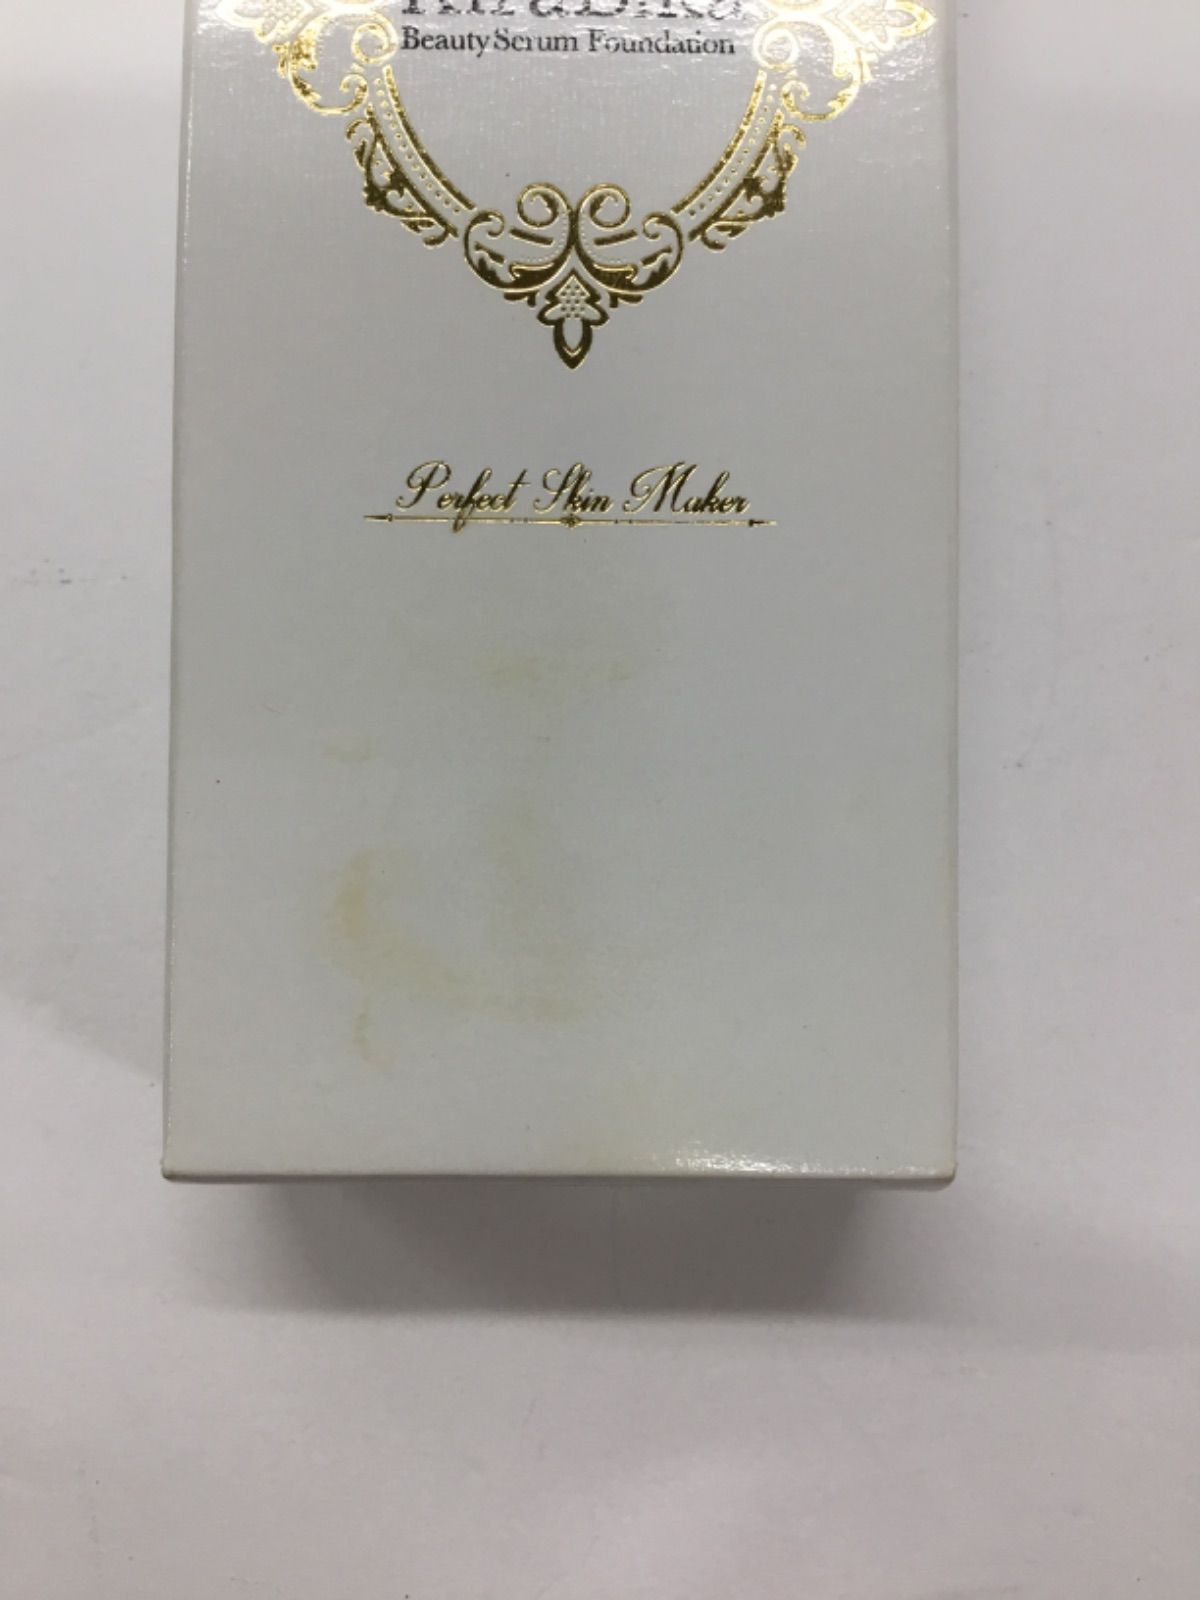 Beauty Serum Foundation
Perfect Skin Maker